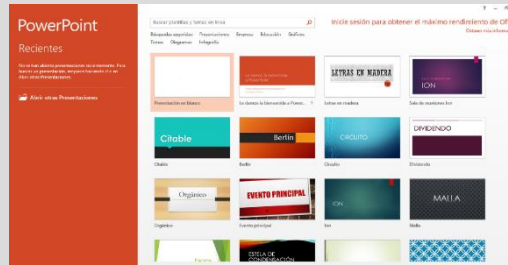 PowerPoint
Recientes
Abrir otras Presentaciones
Buscar plantillas y temas en línea
Inicie sesión para obtener el máximo rendimiento de Of
Búsquedas sugeridas: Presentaciones Empresa Educación Gráficos
Temas Diagramas Infografía
Presentación en blanco
Le damos la bienvenida a Power...
LETRAS EN MADERA
Letras en madera
ION
Sala de reuniones Ion
Citable
Citable
Berlín
Berlín
CIRCUITO
Circuito
DIVIDENDO
Dividendo
Orgánico
Orgánico
EVENTO PRINCIPAL
Evento principal
ION
Ion
MALLA
Malla
Faceta
ESTELA DE
CONDENSACIÓN